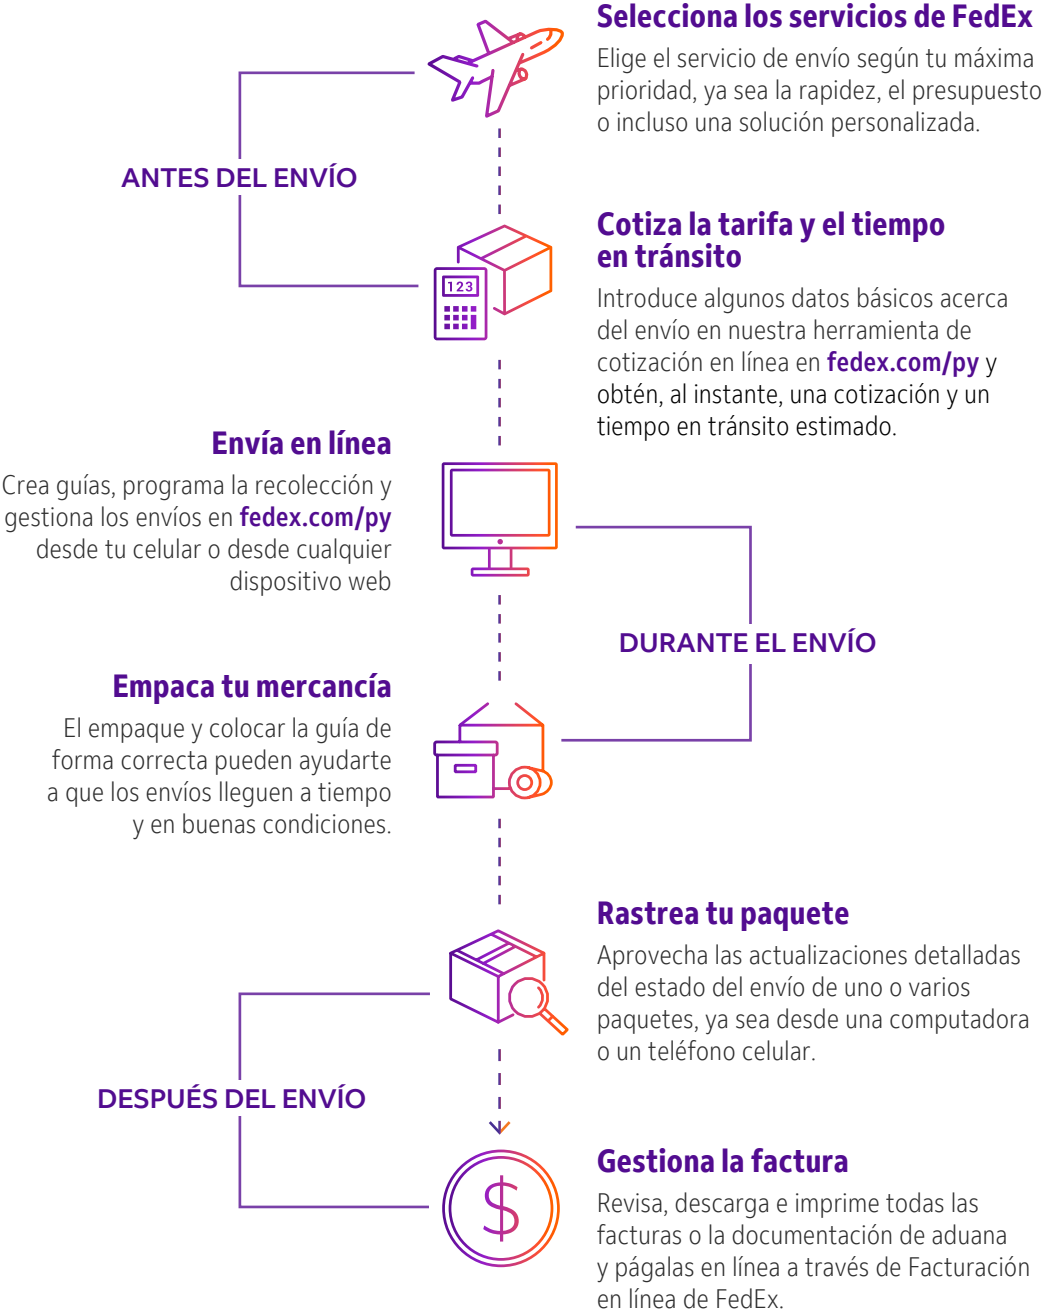 Selecciona los servicios de FedEx
Elige el servicio de envío según tu máxima
prioridad, ya sea la rapidez, el presupuesto
o incluso una solución personalizada.
ANTES DEL ENVÍO
Cotiza la tarifa y el tiempo
en tránsito
Introduce algunos datos básicos acerca
del envío en nuestra herramienta de
cotización en línea en fedex.com/py y
obtén, al instante, una cotización y un
tiempo en tránsito estimado.
123
Envía en línea
Crea guías, programa la recolección y
gestiona los envíos en fedex.com/py
desde tu celular o desde cualquier
dispositivo web
DURANTE EL ENVÍO
Empaca tu mercancía
El empaque y colocar la guía de
forma correcta pueden ayudarte
a que los envíos lleguen a tiempo
y en buenas condiciones.
Rastrea tu paquete
Aprovecha las actualizaciones detalladas
del estado del envío de uno o varios
paquetes, ya sea desde una computadora
o un teléfono celular.
DESPUÉS DEL ENVÍO
Gestiona la factura
Revisa, descarga e imprime todas las
facturas o la documentación de aduana
y págalas en línea a través de Facturación
en línea de FedEx.
$